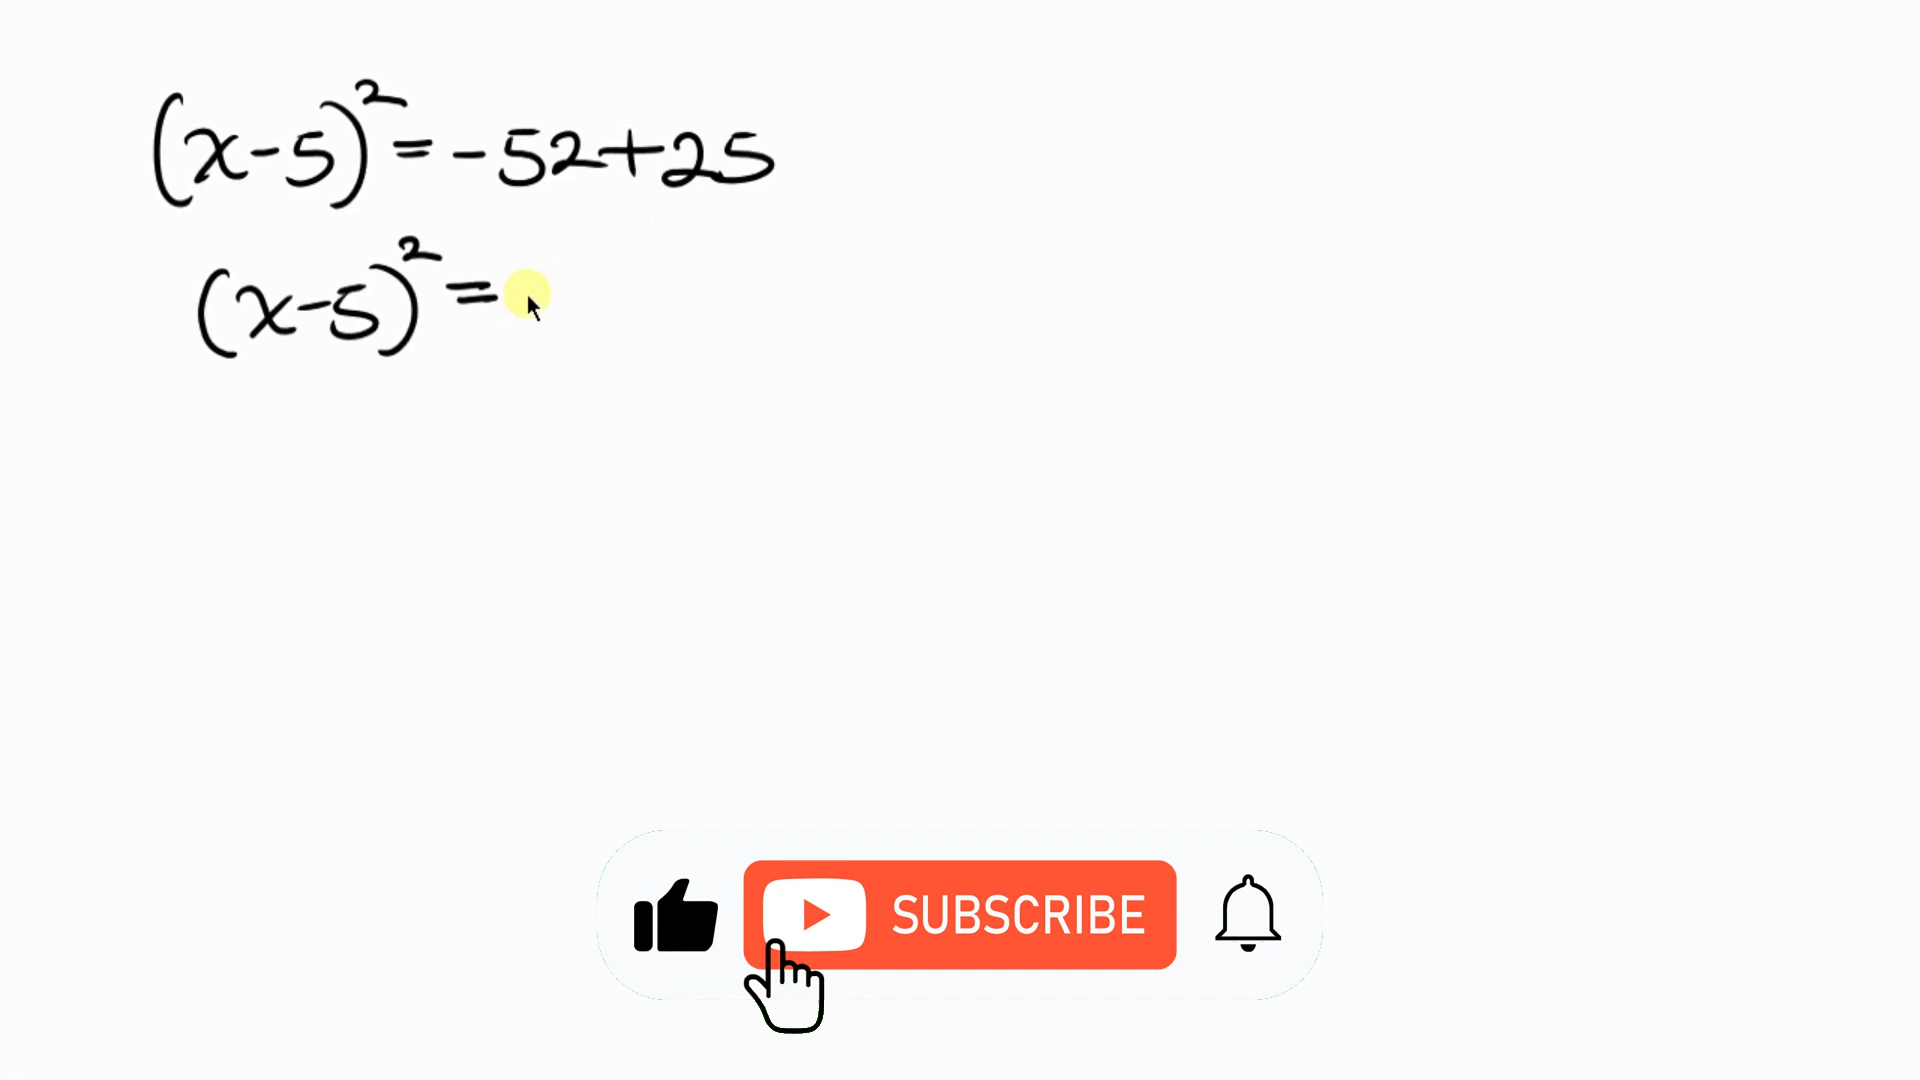 (x-5)² = -52+25
(x-5)² =
SUBSCRIBE